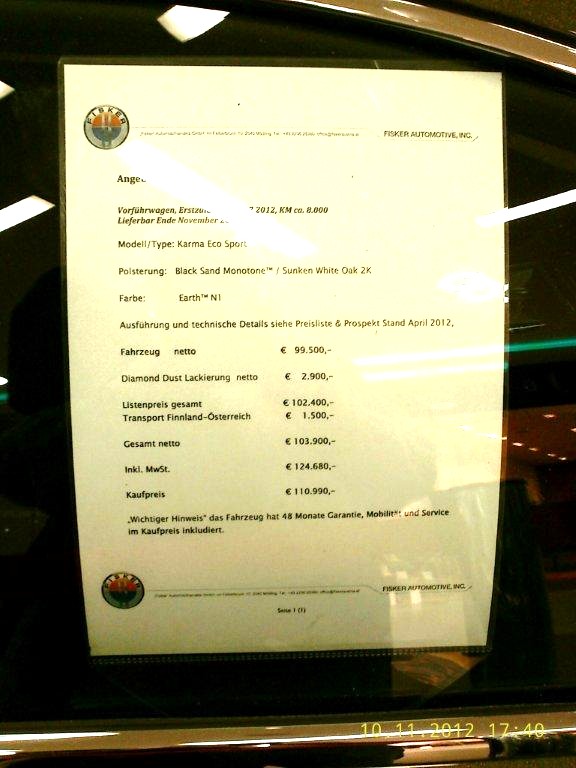 FISKER
FISKER AUTOMOTIVE, INC.
Vorführwagen, 2012, KM ca. 8.000
Lieferbar Ende November
Modell/Type: Karma Eco Sport
Polsterung: Black Sand Monotone™ / Sunken White Oak 2K
Farbe: Earth™ N1
Ausführung und technische Details siehe Preisliste & Prospekt Stand April 2012,
Fahrzeug netto € 99.500,-
Diamond Dust Lackierung netto € 2.900,-
Listenpreis gesamt € 102.400,-
Transport Finnland-Österreich € 1.500,-
Gesamt netto € 103.900,-
Inkl. MwSt. € 124.680,-
Kaufpreis € 110.990,-
„Wichtiger Hinweis" das Fahrzeug hat 48 Monate Garantie, Mobilität und Service
im Kaufpreis inkludiert.
FISKER
FISKER AUTOMOTIVE, INC.
Seite 1 (1)
10.11.2012 17:40